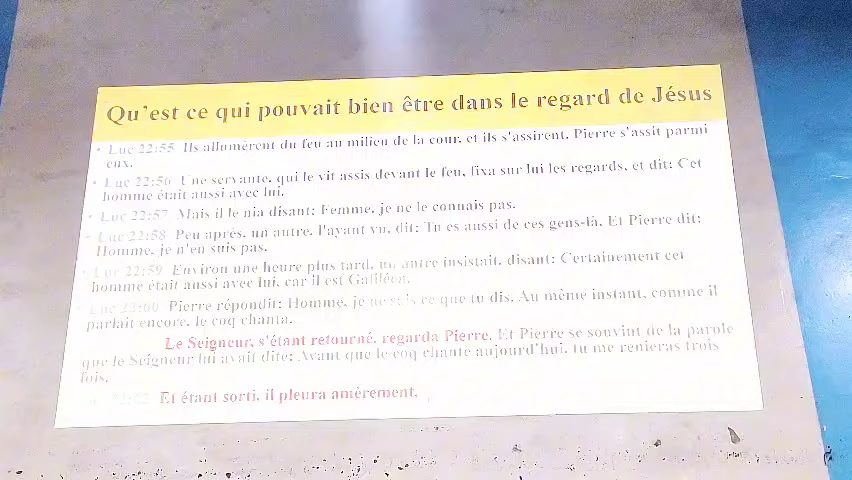 Qu'est ce qui pouvait bien être dans le regard de Jésus
• Luc 22:55 Ils allumèrent du feu au milieu de la cour, et ils s'assirent. Pierre s'assit parmi
eux.
• Luc 22:56 Une servante, qui le vit assis devant le feu, fixa sur lui les regards, et dit: Cet
homme était aussi avec lui.
• Luc 22:57 Mais il le nia disant: Femme, je ne le connais pas.
• Luc 22:58 Peu après, un autre, l'ayant vu, dit: Tu es aussi de ces gens-là. Et Pierre dit:
Homme, je n'en suis pas.
Luc 22:59 Environ une heure plus tard, un autre insistait, disant: Certainement cet
homme était aussi avec lui, car il est Galiléen.
Pierre répondit: Homme, je ne sais ce que tu dis. Au même instant, comme il
parlait encore, le coq chanta.
Le Seigneur, s'étant retourné, regarda Pierre. Et Pierre se souvint de la parole
que le Seigneur lui avait dite: Avant que le coq chante aujourd'hui, tu me renieras trois
fois.
Et étant sorti, il pleura amèrement.